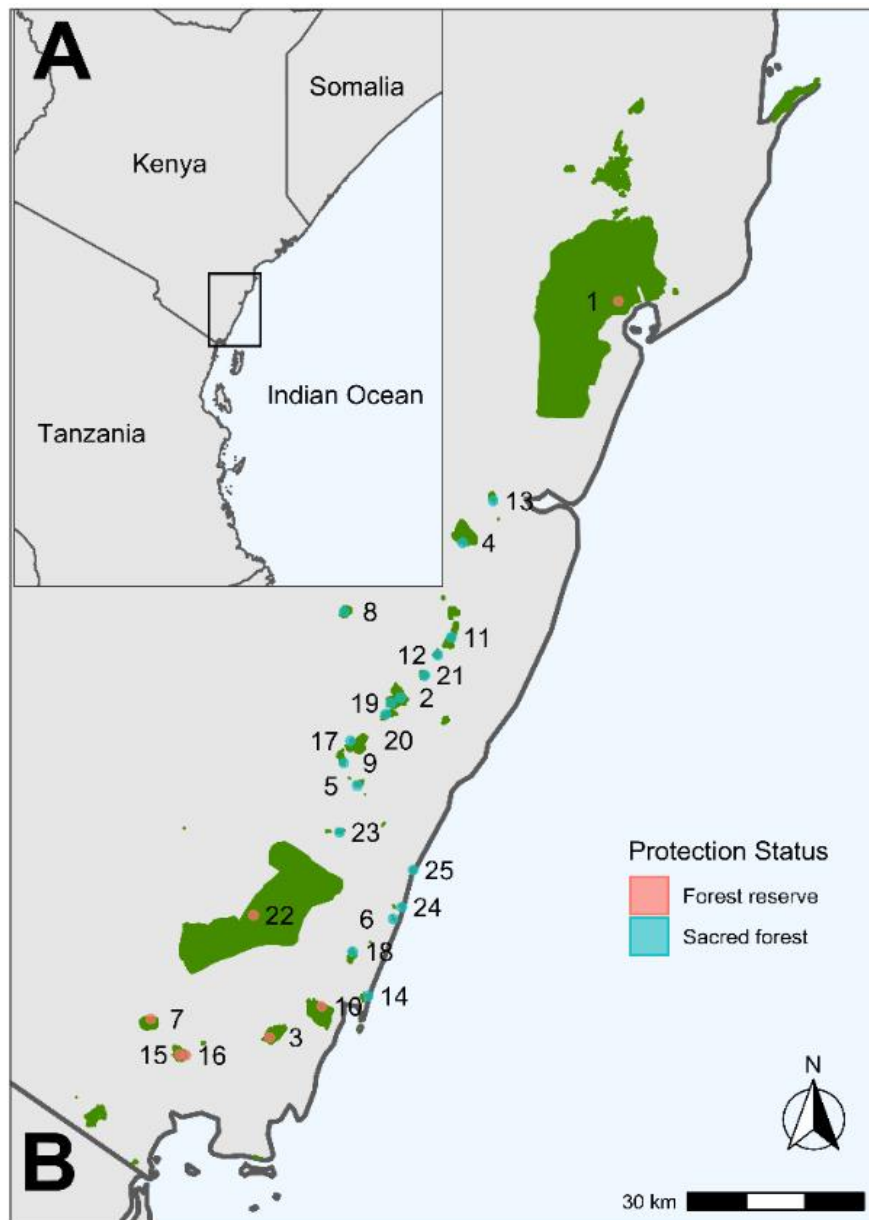 A
Somalia
Kenya
Indian Ocean
Tanzania
1
13
4
8
11
12
21
2
19
20
17
9
5
23
25
24
22
6
18
14
10
7
3
15
16
Protection Status
Forest reserve
Sacred forest
N
B
30 km